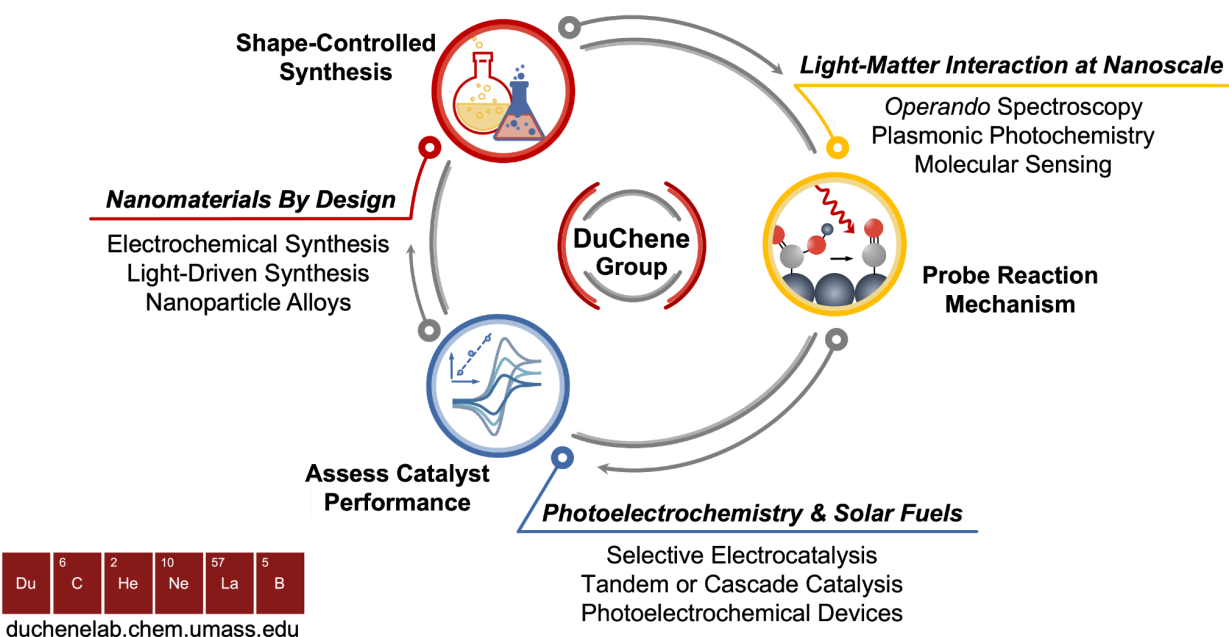 Shape-Controlled
Synthesis
Light-Matter Interaction at Nanoscale
Operando Spectroscopy
Plasmonic Photochemistry
Molecular Sensing
Nanomaterials By Design
Electrochemical Synthesis
Light-Driven Synthesis
Nanoparticle Alloys
DuChene
Group
Probe Reaction
Mechanism
Assess Catalyst
Performance
Photoelectrochemistry & Solar Fuels
Selective Electrocatalysis
Tandem or Cascade Catalysis
Photoelectrochemical Devices
6 2 10 57 5
Du C He Ne La B
duchenelab.chem.umass.edu